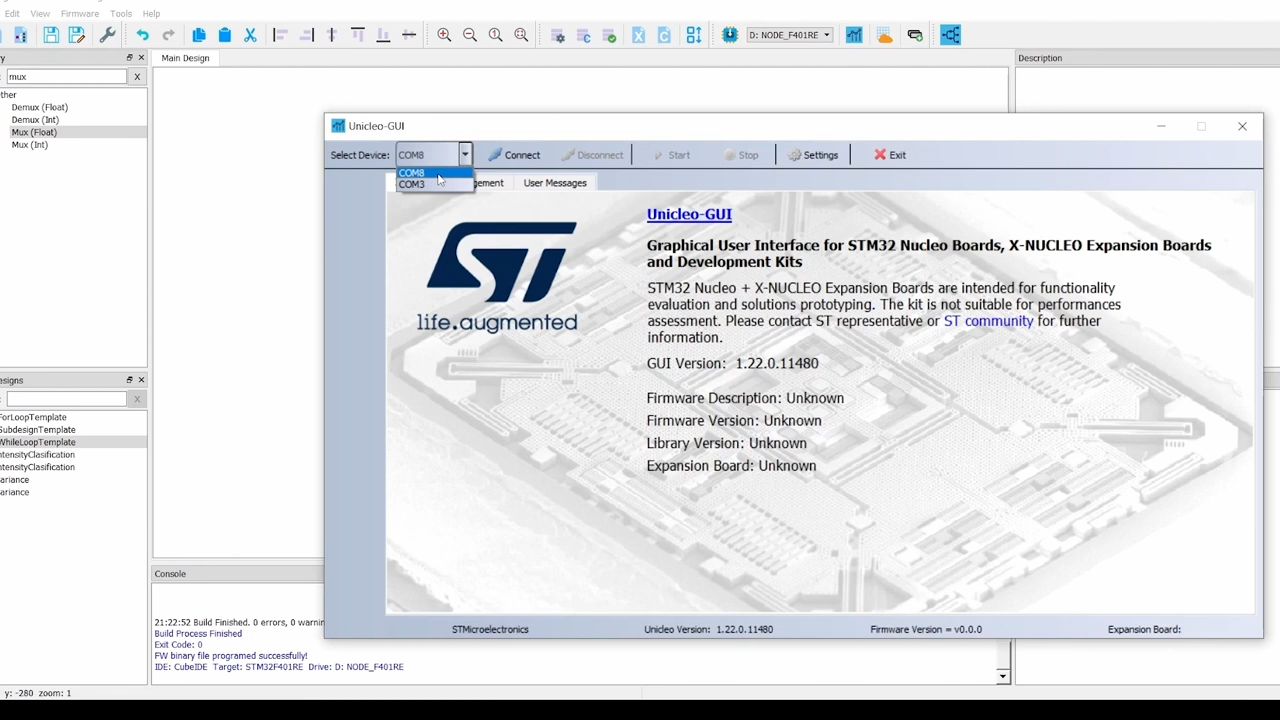 Edit View Firmware Tools Help
D: NODE_F401RE
ry
mux X
ther
Demux (Float)
Demux (Int)
Mux (Float)
Mux (Int)
esigns
X
ForLoopTemplate
SubdesignTemplate
WhileLoopTemplate
ntensityClasification
ntensityClasification
ariance
ariance
Main Design
Description
Unicleo-GUI
Select Device: COM8 Connect Disconnect Start Stop Settings Exit
COM8
COM3
gement User Messages
ST
life.augmented
Unicleo-GUI
Graphical User Interface for STM32 Nucleo Boards, X-NUCLEO Expansion Boards
and Development Kits
STM32 Nucleo + X-NUCLEO Expansion Boards are intended for functionality
evaluation and solutions prototyping. The kit is not suitable for performances
assessment. Please contact ST representative or ST community for further
information.
GUI Version: 1.22.0.11480
Firmware Description: Unknown
Firmware Version: Unknown
Library Version: Unknown
Expansion Board: Unknown
STMicroelectronics Unicleo Version: 1.22.0.11480 Firmware Version = v0.0.0 Expansion Board:
Console
21:22:52 Build Finished. 0 errors, 0 warnin
Build Process Finished
Exit Code: 0
FW binary file programed successfully!
IDE: CubeIDE Target: STM32F401RE Drive: D: NODE_F401RE
y: -280 zoom: 1